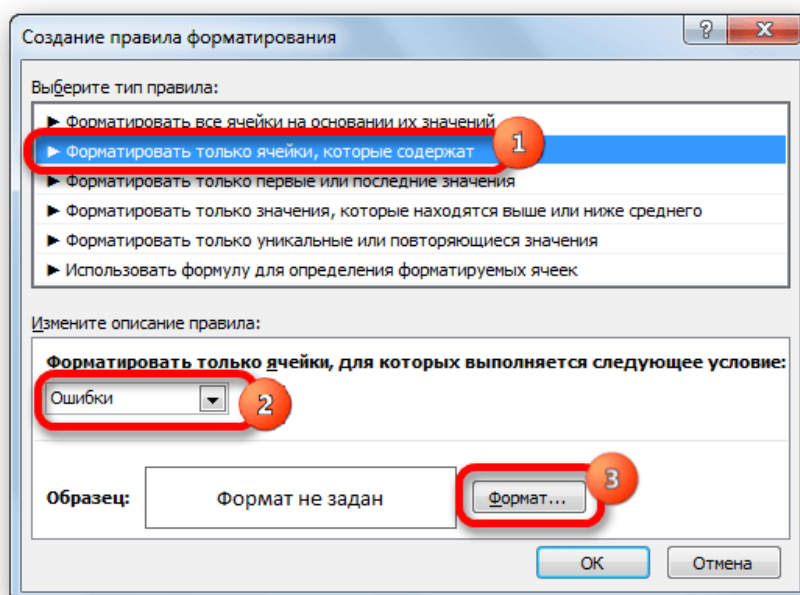 Создание правила форматирования
Выберите тип правила:
► Форматировать все ячейки на основании их значений
► Форматировать только ячейки, которые содержат
1
► Форматировать только первые или последние значения
► Форматировать только значения, которые находятся выше или ниже среднего
► Форматировать только уникальные или повторяющиеся значения
► Использовать формулу для определения форматируемых ячеек
Измените описание правила:
Форматировать только ячейки, для которых выполняется следующее условие:
Ошибки
2
Образец:
Формат не задан
Формат...
3
ОК
Отмена